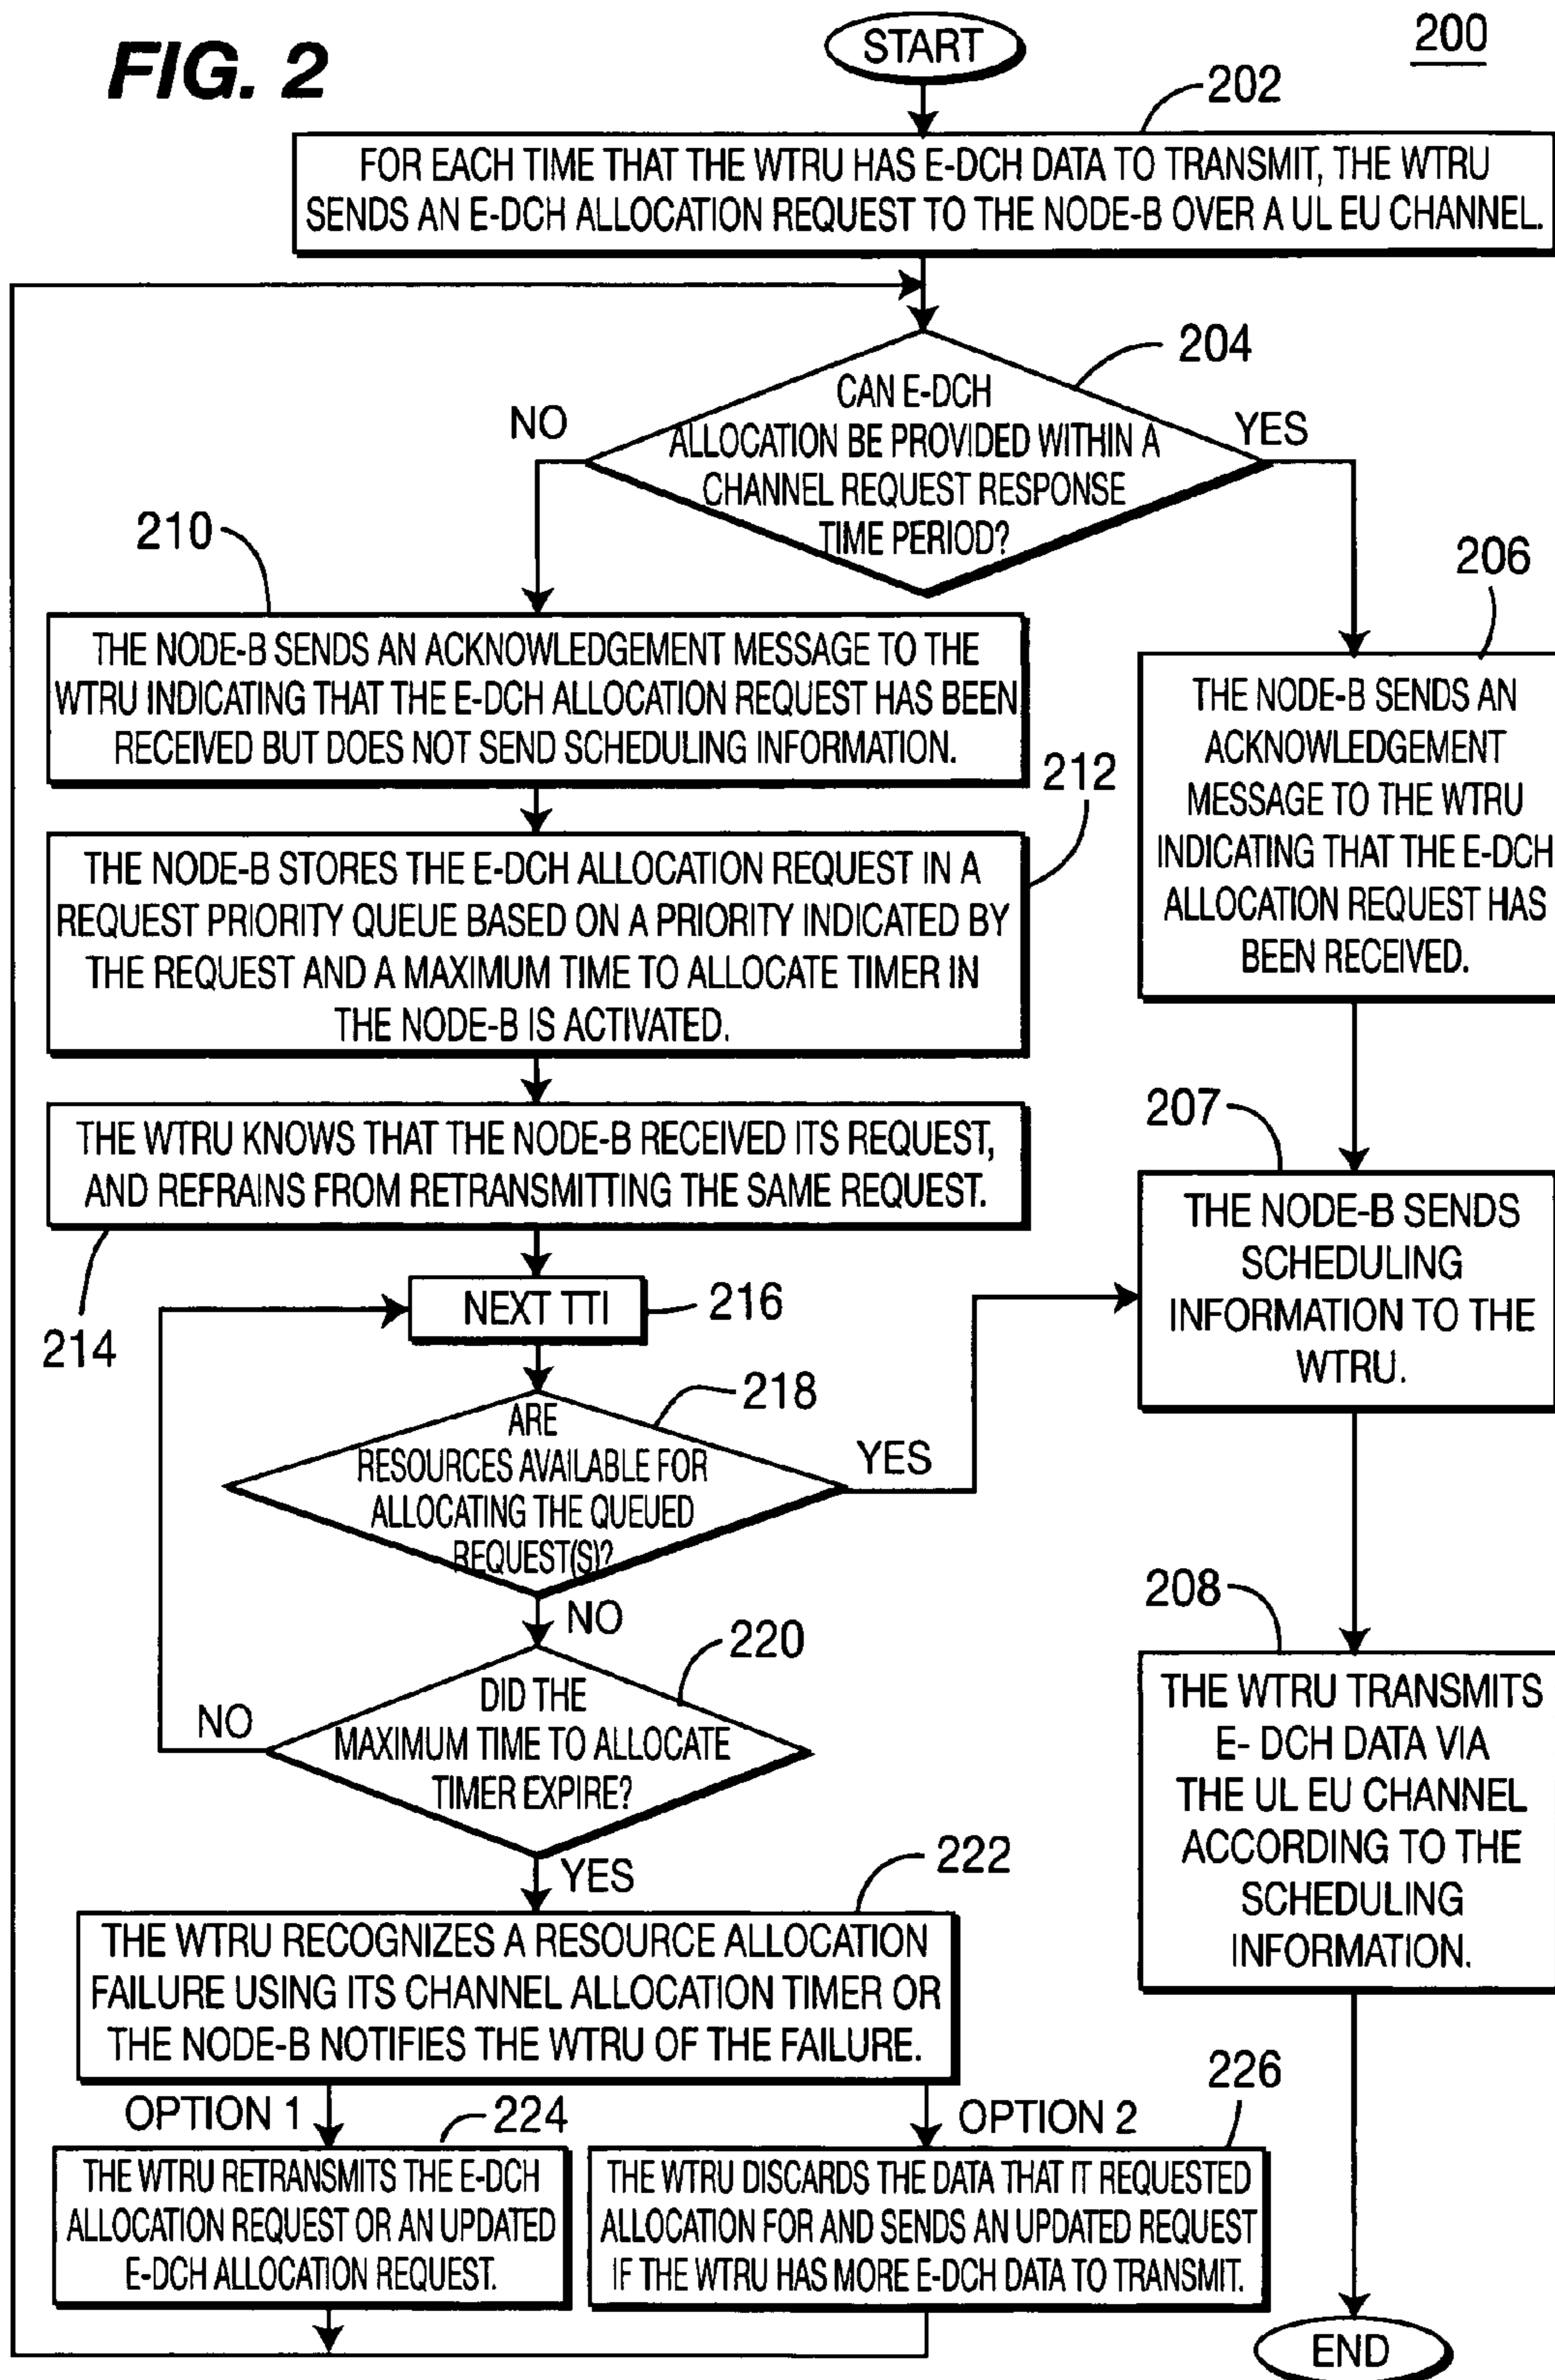 FIG. 2
START
200
202
FOR EACH TIME THAT THE WTRU HAS E-DCH DATA TO TRANSMIT, THE WTRU
SENDS AN E-DCH ALLOCATION REQUEST TO THE NODE-B OVER A UL EU CHANNEL.
204
CAN E-DCH
ALLOCATION BE PROVIDED WITHIN A
CHANNEL REQUEST RESPONSE
TIME PERIOD?
NO
YES
210
THE NODE-B SENDS AN ACKNOWLEDGEMENT MESSAGE TO THE
WTRU INDICATING THAT THE E-DCH ALLOCATION REQUEST HAS BEEN
RECEIVED BUT DOES NOT SEND SCHEDULING INFORMATION.
206
THE NODE-B SENDS AN
ACKNOWLEDGEMENT
MESSAGE TO THE WTRU
INDICATING THAT THE E-DCH
ALLOCATION REQUEST HAS
BEEN RECEIVED.
212
THE NODE-B STORES THE E-DCH ALLOCATION REQUEST IN A
REQUEST PRIORITY QUEUE BASED ON A PRIORITY INDICATED BY
THE REQUEST AND A MAXIMUM TIME TO ALLOCATE TIMER IN
THE NODE-B IS ACTIVATED.
THE WTRU KNOWS THAT THE NODE-B RECEIVED ITS REQUEST,
AND REFRAINS FROM RETRANSMITTING THE SAME REQUEST.
214
207
THE NODE-B SENDS
SCHEDULING
INFORMATION TO THE
WTRU.
NEXT TTI
216
218
ARE
RESOURCES AVAILABLE FOR
ALLOCATING THE QUEUED
REQUEST(S)?
YES
NO
220
DID THE
MAXIMUM TIME TO ALLOCATE
TIMER EXPIRE?
NO
YES
208
THE WTRU TRANSMITS
E- DCH DATA VIA
THE UL EU CHANNEL
ACCORDING TO THE
SCHEDULING
INFORMATION.
222
THE WTRU RECOGNIZES A RESOURCE ALLOCATION
FAILURE USING ITS CHANNEL ALLOCATION TIMER OR
THE NODE-B NOTIFIES THE WTRU OF THE FAILURE.
OPTION 1
224
THE WTRU RETRANSMITS THE E-DCH
ALLOCATION REQUEST OR AN UPDATED
E-DCH ALLOCATION REQUEST.
OPTION 2
226
THE WTRU DISCARDS THE DATA THAT IT REQUESTED
ALLOCATION FOR AND SENDS AN UPDATED REQUEST
IF THE WTRU HAS MORE E-DCH DATA TO TRANSMIT.
END